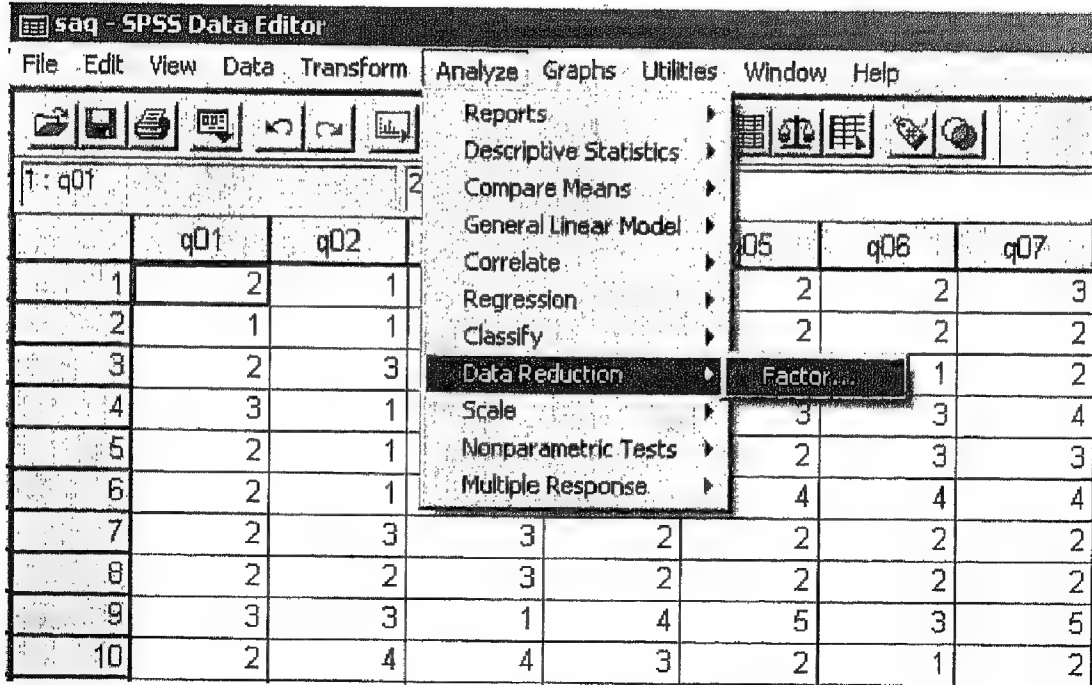 saq - SPSS Data Editor
File Edit View Data Transform Analyze Graphs Utilities Window Help
Reports
Descriptive Statistics
1 : q01 2 Compare Means
General Linear Model
q01 q02 q05 q06 q07
Correlate
1 2 1 2 2 3
Regression
2 1 1 2 2 2
Classify
3 2 3 Data Reduction Factor... 1 2
4 3 1 Scale 3 3 4
5 2 1 Nonparametric Tests 2 3 3
6 2 1 Multiple Response 4 4 4
7 2 3 3 2 2 2 2
8 2 2 3 2 2 2 2
9 3 3 1 4 5 3 5
10 2 4 4 3 2 1 2